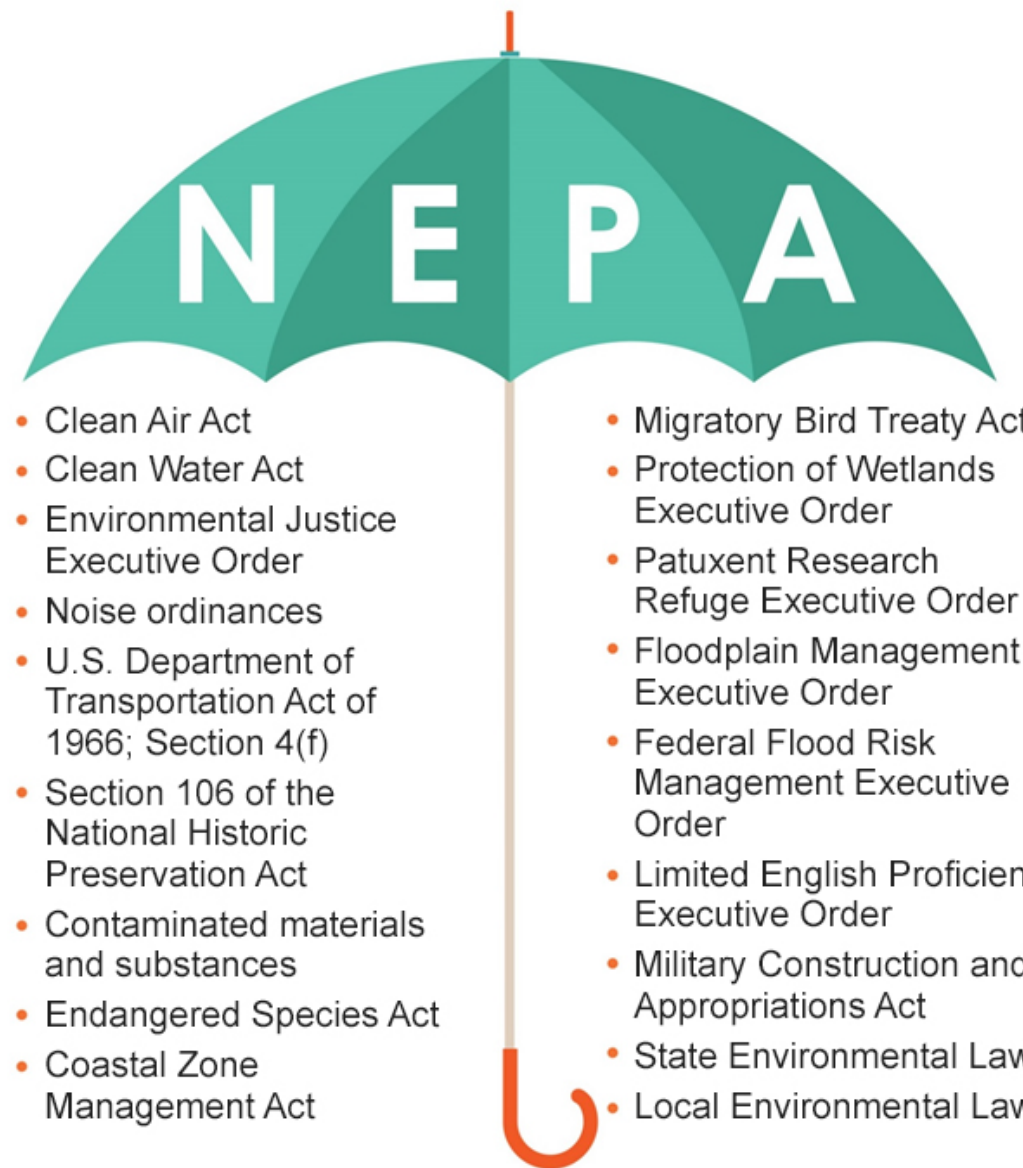 N E P A
• Clean Air Act
• Clean Water Act
• Environmental Justice
Executive Order
• Noise ordinances
• U.S. Department of
Transportation Act of
1966; Section 4(f)
• Section 106 of the
National Historic
Preservation Act
• Contaminated materials
and substances
• Endangered Species Act
• Coastal Zone
Management Act
• Migratory Bird Treaty Act
• Protection of Wetlands
Executive Order
• Patuxent Research
Refuge Executive Order
• Floodplain Management
Executive Order
• Federal Flood Risk
Management Executive
Order
• Limited English
Executive Order
• Military Construction and
Appropriations Act
• State Environmental
• Local Environmental